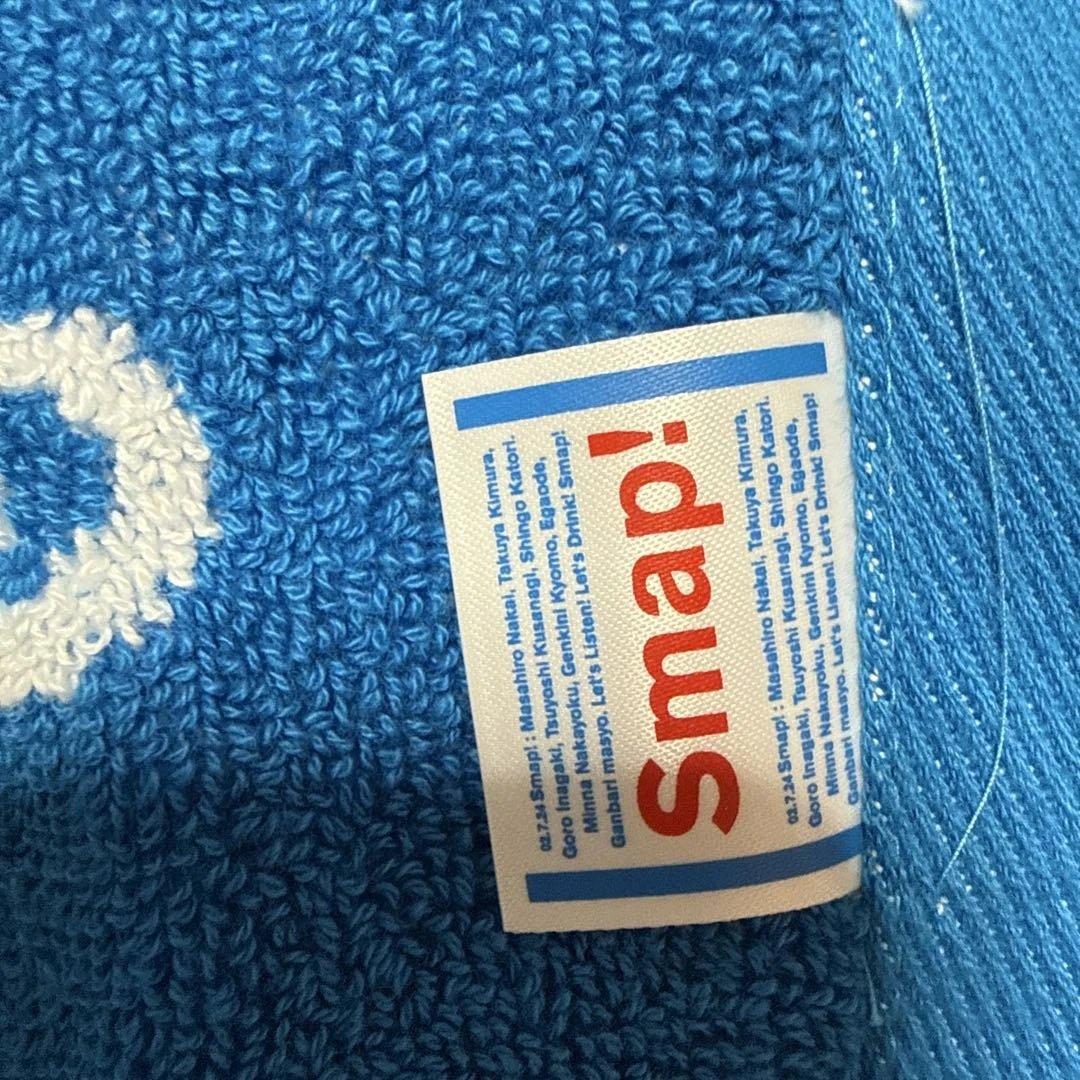 02.7.24 Smap! : Masahiro Nakai, Takuya Kimura,
Goro Inagaki, Tsuyoshi Kusanagi, Shingo Katori.
Minna Nakayoku, Genkini Kyomo, Egaode,
Ganbari masyo. Let's Listen! Let's Drink! Smap!
Smap!
02.7.24 Smap! : Masahiro Nakai, Takuya Kimura,
Goro Inagaki, Tsuyoshi Kusanagi, Shingo Katori.
Minna Nakayoku, Genkini Kyomo, Egaode,
Ganbari masyo. Let's Listen! Let's Drink! Smap!